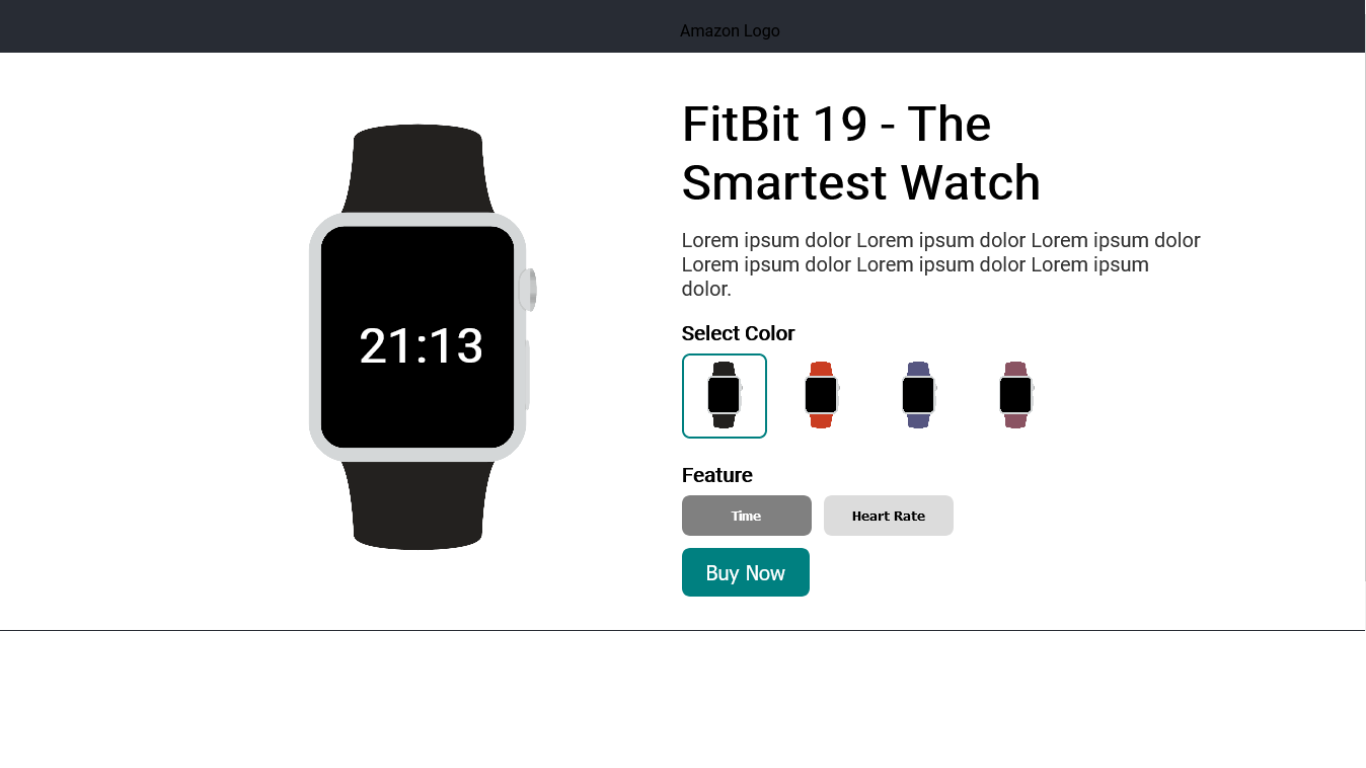 Amazon Logo
FitBit 19 - The
Smartest Watch
Lorem ipsum dolor Lorem ipsum dolor Lorem ipsum dolor
Lorem ipsum dolor Lorem ipsum dolor Lorem ipsum
dolor.
21:13
Select Color
Feature
Time
Heart Rate
Buy Now